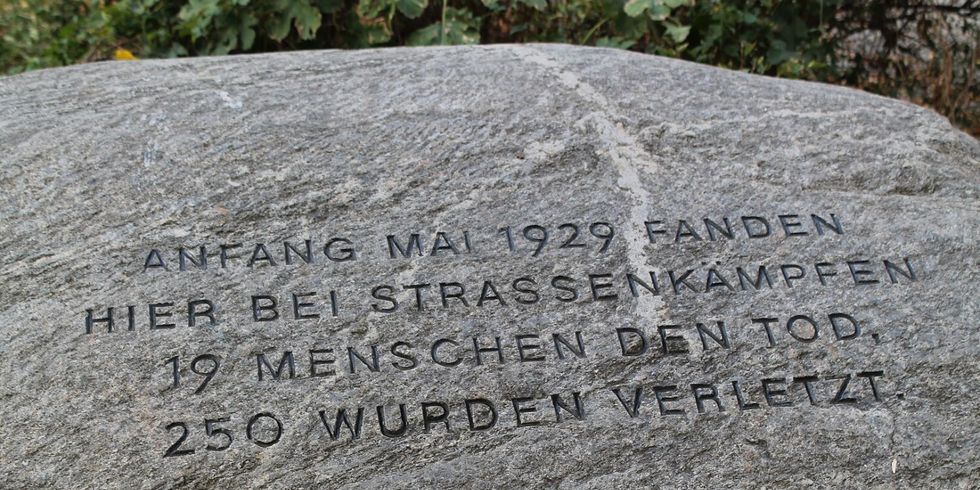 ANFANG MAI 1929 FANDEN
HIER BEI STRASSENKÄMPFEN
19 MENSCHEN DEN TOD,
250 WURDEN VERLETZT.